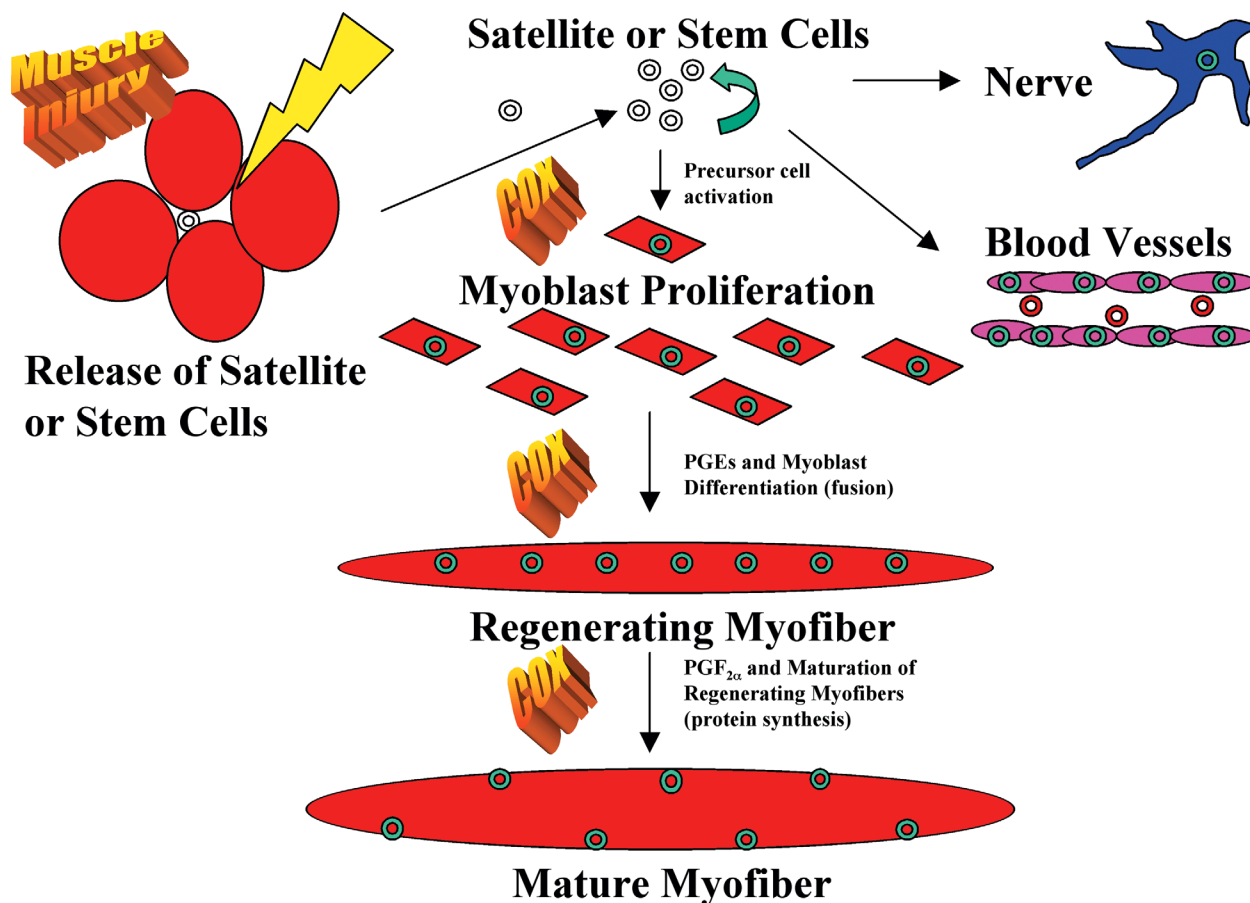 Muscle
Injury
Satellite or Stem Cells
Nerve
COX
Precursor cell
activation
Blood Vessels
Myoblast Proliferation
Release of Satellite
or Stem Cells
COX
PGEs and Myoblast
Differentiation (fusion)
Regenerating Myofiber
COX
PGF₂α and Maturation of
Regenerating Myofibers
(protein synthesis)
Mature Myofiber